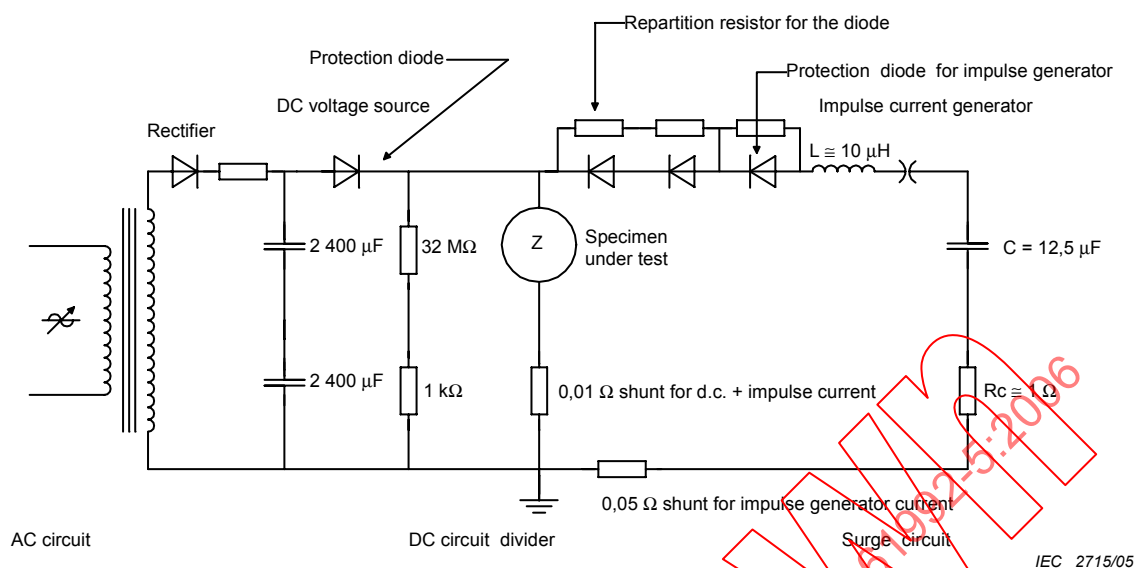 Repartition resistor for the diode
Protection diode
Protection diode for impulse generator
DC voltage source
Impulse current generator
Rectifier
L ≅ 10 μH
2 400 μF
32 MΩ
Z
Specimen
under test
C = 12,5 μF
2 400 μF
1 kΩ
0,01 Ω shunt for d.c. + impulse current
Rc ≅ 1 Ω
0,05 Ω shunt for impulse generator current
AC circuit
DC circuit divider
Surge circuit
IEC 2715/05
61992-5:2006